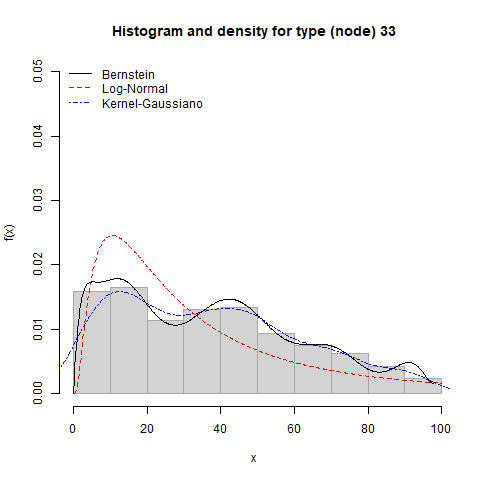 Histogram and density for type (node) 33
Bernstein
Log-Normal
Kernel-Gaussiano
f(x)
0.05
0.04
0.03
0.02
0.01
0.00
0 20 40 60 80 100
x